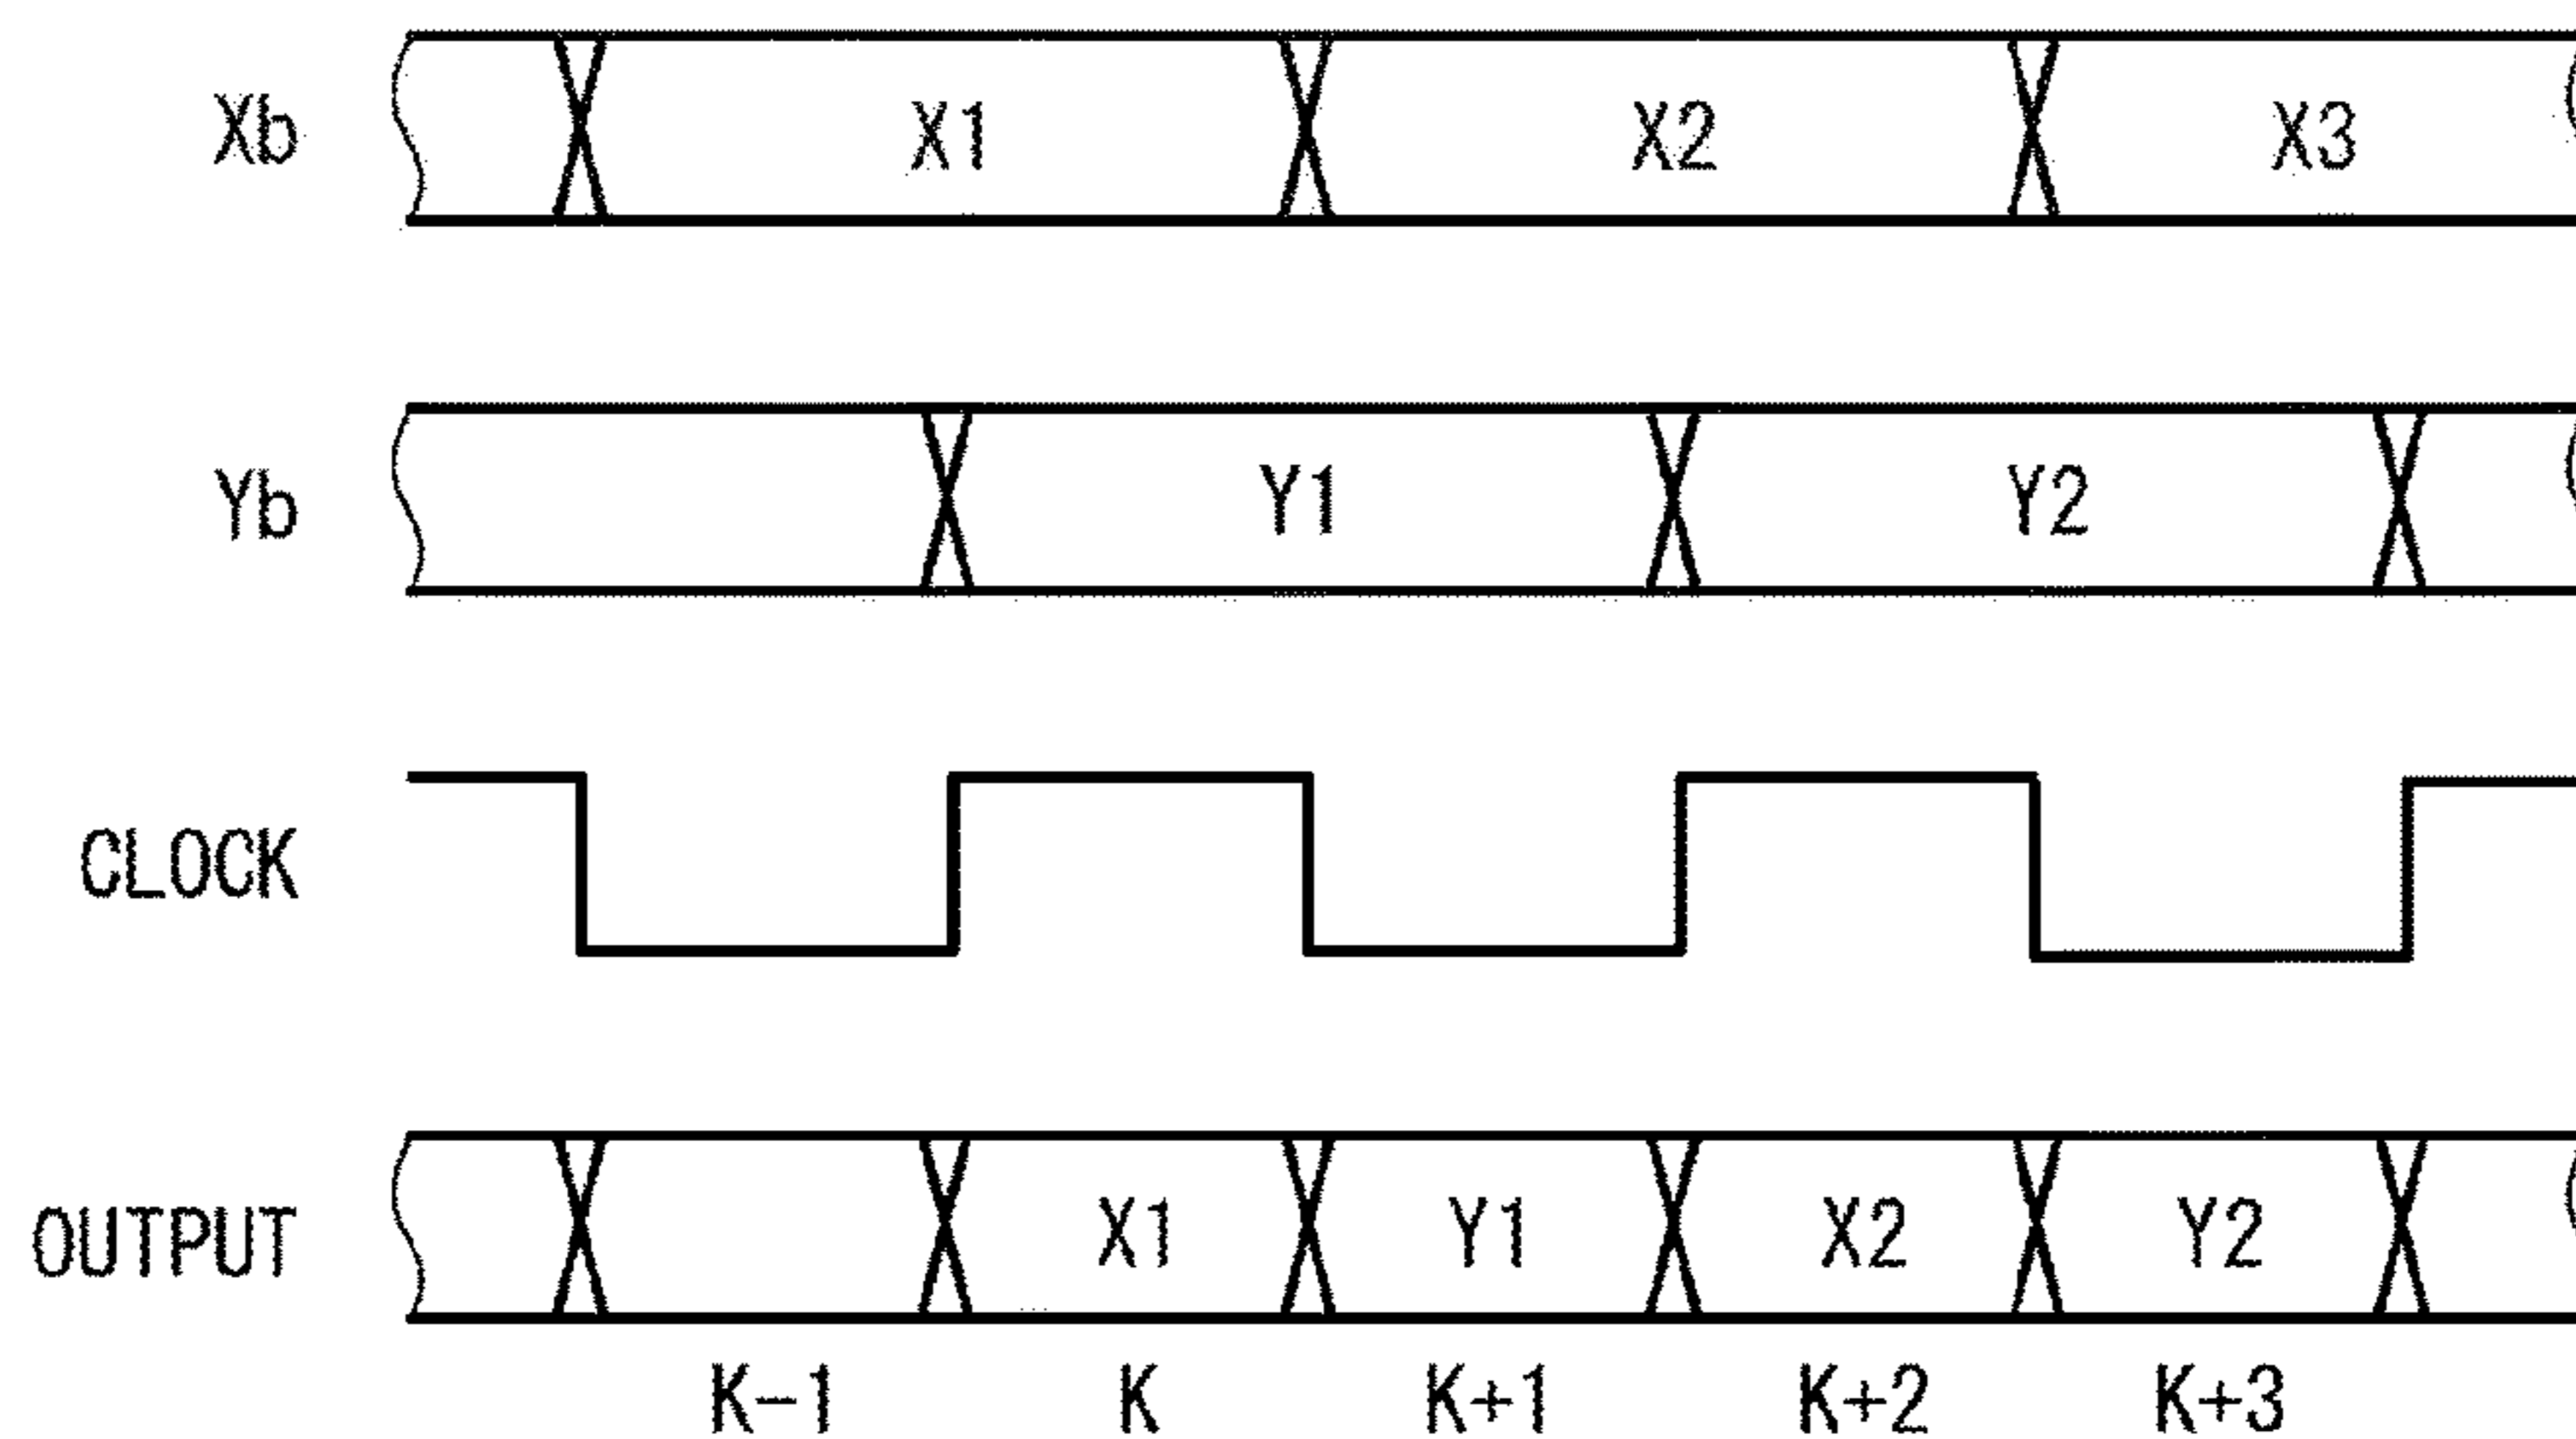 Xb X1 X2 X3
Yb Y1 Y2
CLOCK
OUTPUT X1 Y1 X2 Y2
K-1 K K+1 K+2 K+3